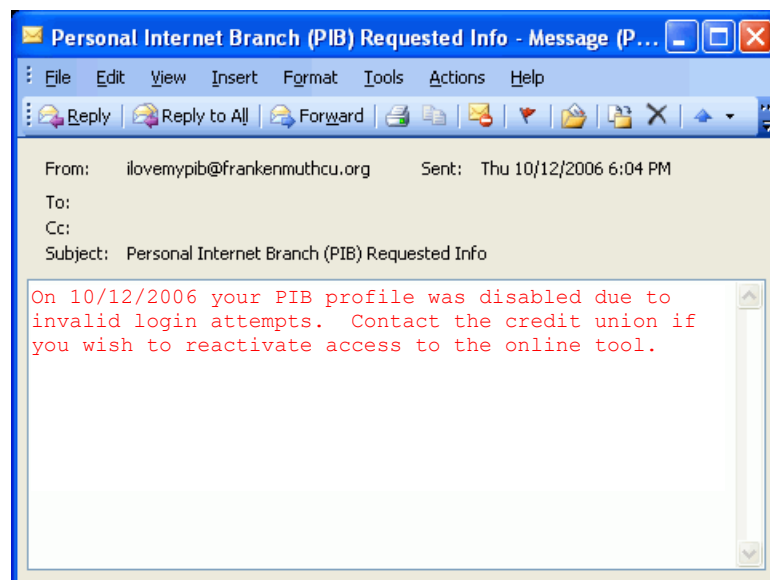 Personal Internet Branch (PIB) Requested Info - Message (P...
File Edit View Insert Format Tools Actions Help
Reply Reply to All Forward
From: ilovemypib@frankenmuthcu.org Sent: Thu 10/12/2006 6:04 PM
To:
Cc:
Subject: Personal Internet Branch (PIB) Requested Info
On 10/12/2006 your PIB profile was disabled due to
invalid login attempts. Contact the credit union if
you wish to reactivate access to the online tool.